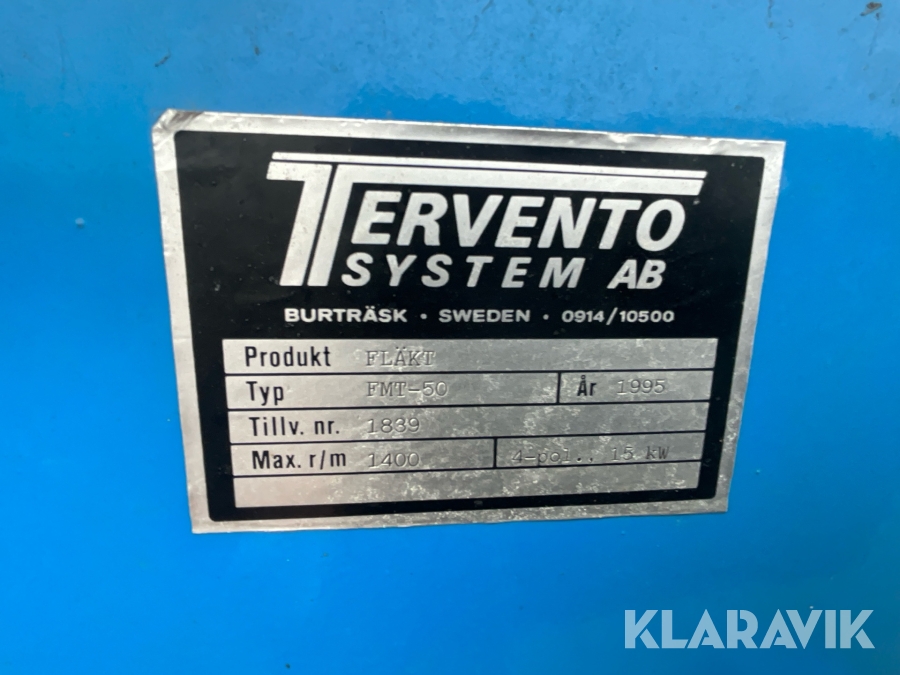 TERVENTO
SYSTEM AB
BURTRÄSK · SWEDEN · 0914/10500
Produkt FLÄKT
Typ FMT-50 År 1995
Tillv. nr. 1839
Max. r/m 1400 4-pol., 15 kW
KLARAVIK